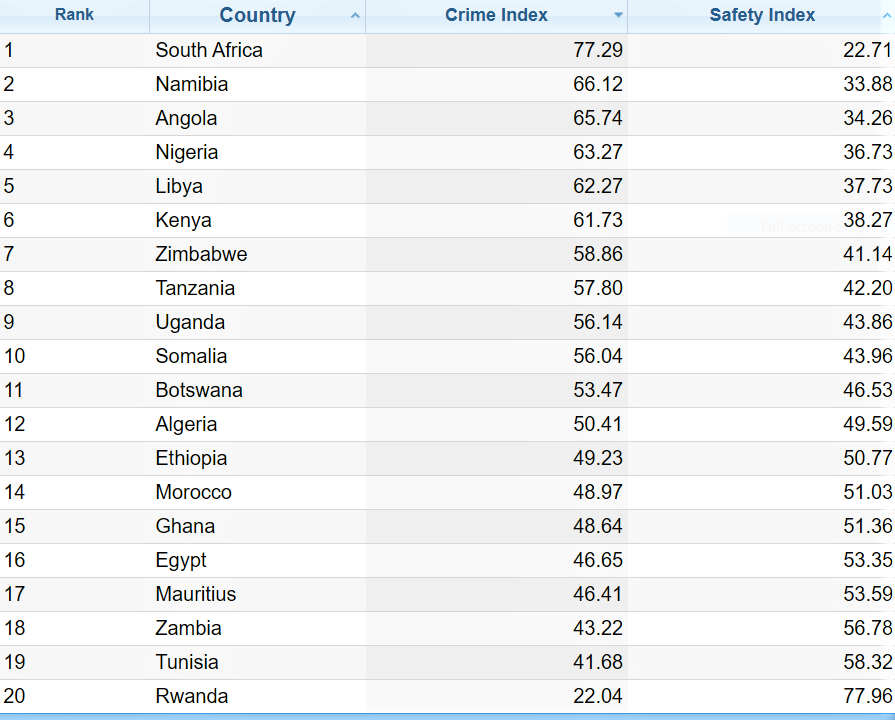 Rank Country Crime Index Safety Index
1 South Africa 77.29 22.71
2 Namibia 66.12 33.88
3 Angola 65.74 34.26
4 Nigeria 63.27 36.73
5 Libya 62.27 37.73
6 Kenya 61.73 38.27
Full-screen
7 Zimbabwe 58.86 41.14
8 Tanzania 57.80 42.20
9 Uganda 56.14 43.86
10 Somalia 56.04 43.96
11 Botswana 53.47 46.53
12 Algeria 50.41 49.59
13 Ethiopia 49.23 50.77
14 Morocco 48.97 51.03
15 Ghana 48.64 51.36
16 Egypt 46.65 53.35
17 Mauritius 46.41 53.59
18 Zambia 43.22 56.78
19 Tunisia 41.68 58.32
20 Rwanda 22.04 77.96